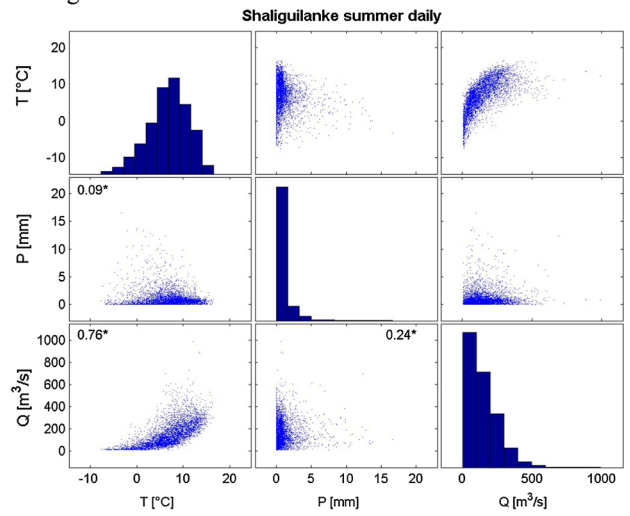 Shaliguilanke summer daily
T [°C]
20
10
0
-10
0.09*
P [mm]
20
15
10
5
0
0.76*
0.24*
Q [m³/s]
1000
800
600
400
200
0
-10 0 10 20
0 5 10 15 20
0 500 1000
T [°C]
P [mm]
Q [m³/s]